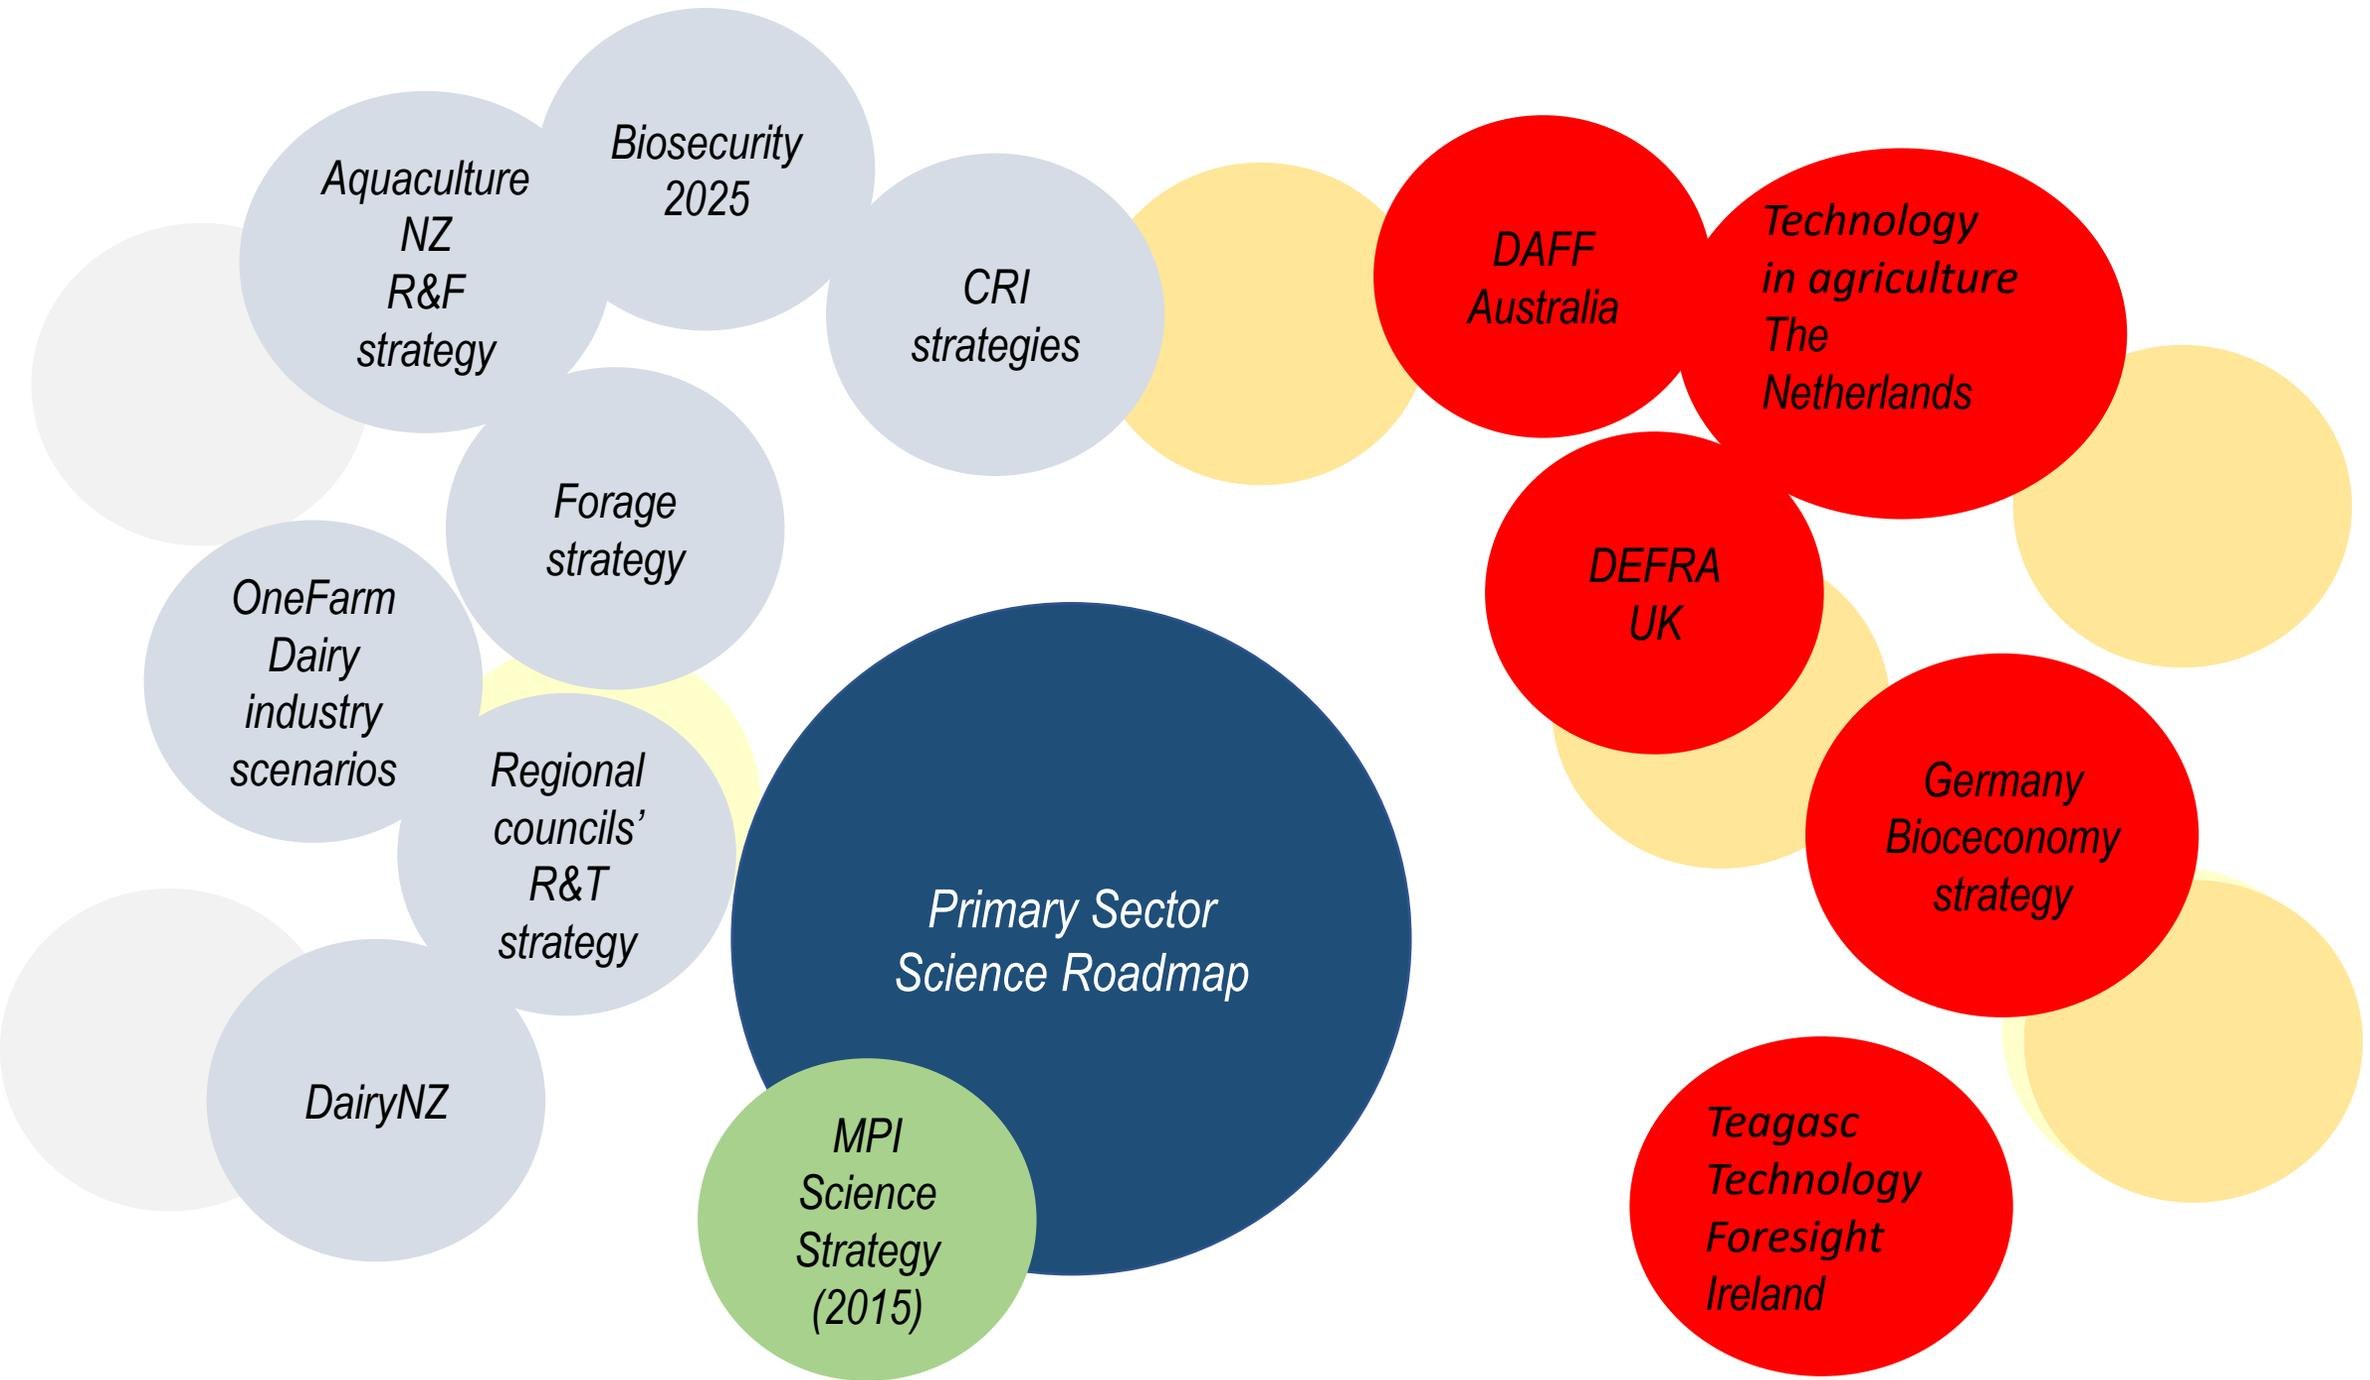 Aquaculture
NZ
R&F
strategy
Biosecurity
2025
CRI
strategies
DAFF
Australia
Technology
in agriculture
The
Netherlands
Forage
strategy
DEFRA
UK
OneFarm
Dairy
industry
scenarios
Regional
councils’
R&T
strategy
Germany
Bioceconomy
strategy
Primary Sector
Science Roadmap
DairyNZ
MPI
Science
Strategy
(2015)
Teagasc
Technology
Foresight
Ireland